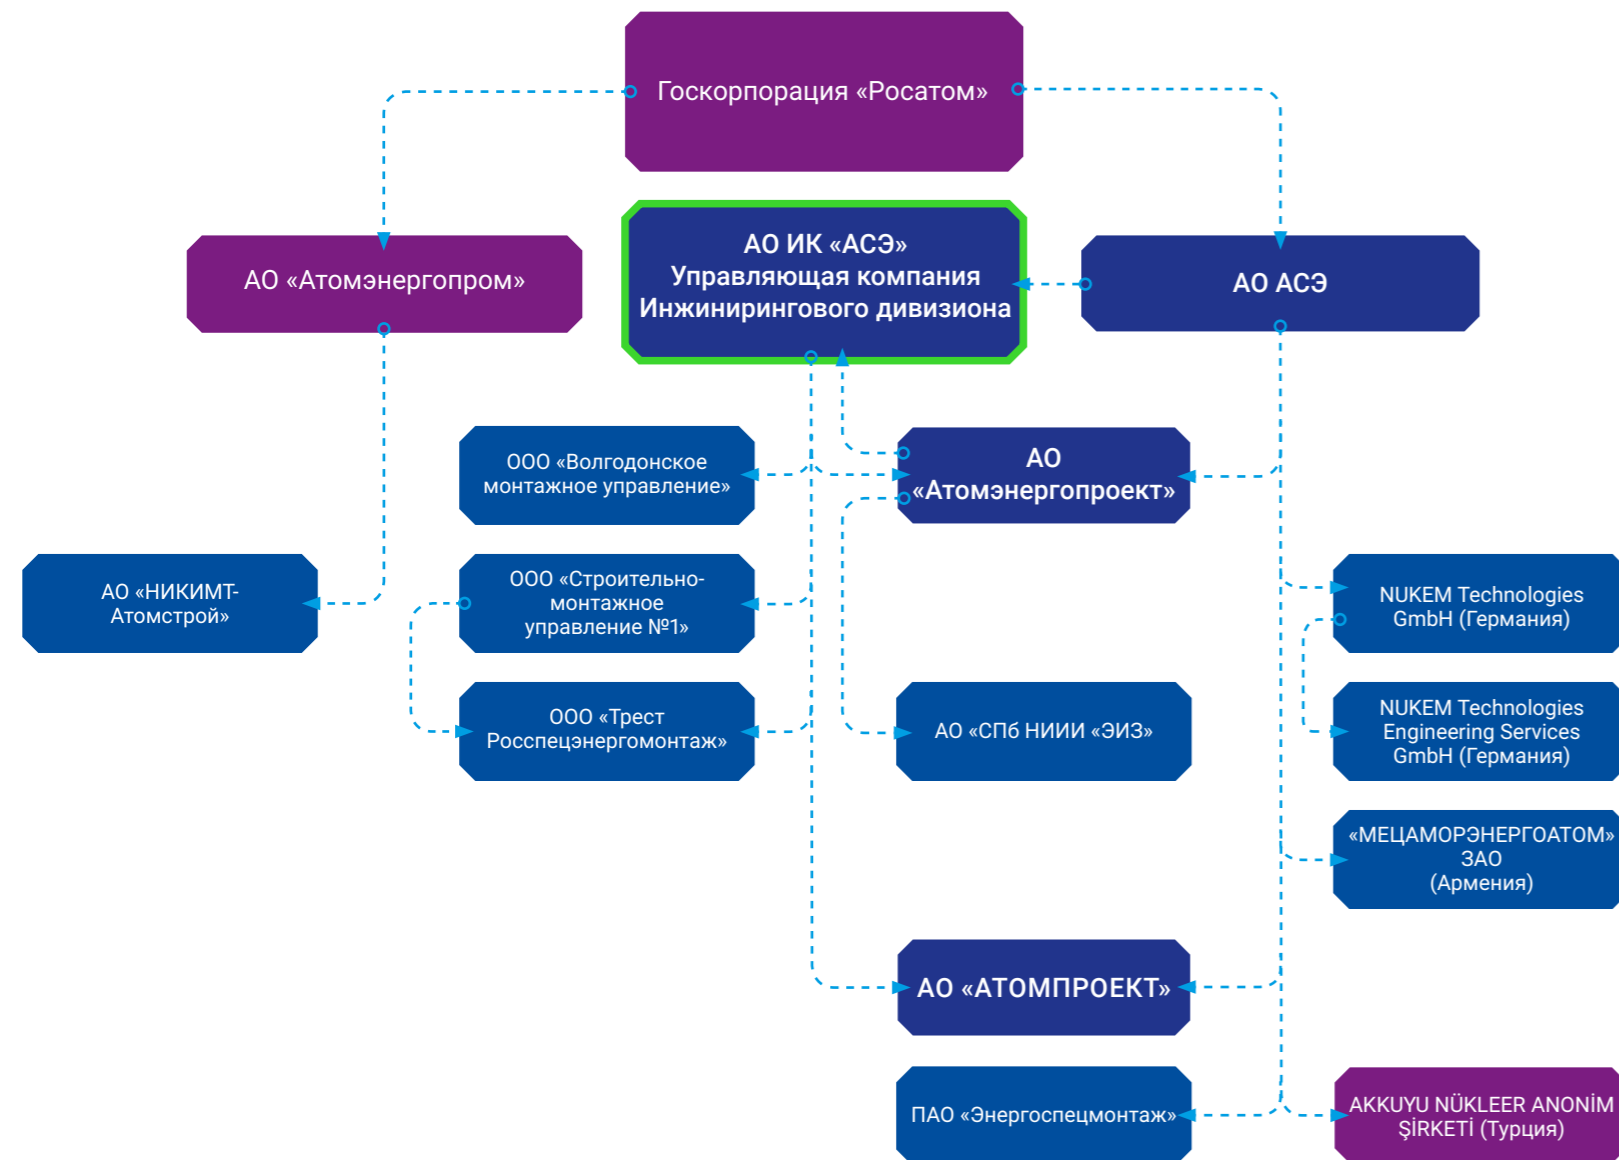 Госкорпорация «Росатом»
АО «Атомэнергопром»
АО ИК «АСЭ»
Управляющая компания
Инжинирингового дивизиона
АО АСЭ
ООО «Волгодонское
монтажное управление»
АО
«Атомэнергопроект»
АО «НИКИМТ-
Атомстрой»
ООО «Строительно-
монтажное
управление №1»
NUKEM Technologies
GmbH (Германия)
ООО «Трест
Росспецэнергомонтаж»
АО «СПб НИИИ «ЭИЗ»
NUKEM Technologies
Engineering Services
GmbH (Германия)
«МЕЦАМОРЭНЕРГОАТОМ»
ЗАО
(Армения)
АО «АТОМПРОЕКТ»
ПАО «Энергоспецмонтаж»
AKKUYU NÜKLEER ANONİM
ŞİRKETİ (Турция)